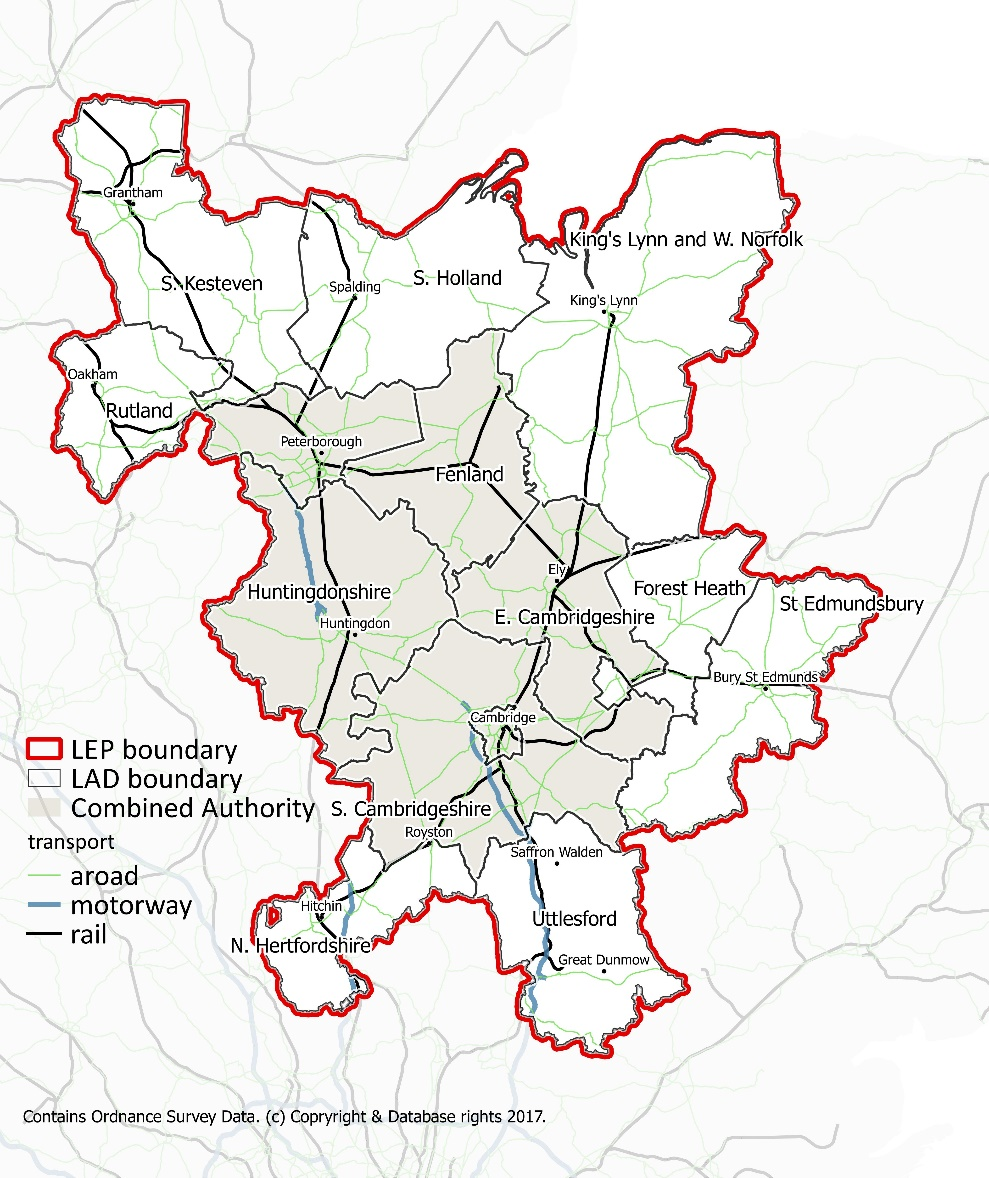 Grantham
King's Lynn and W. Norfolk
S. Kesteven
S. Holland
Spalding
King's Lynn
Oakham
Rutland
Peterborough
Fenland
Ely
Huntingdonshire
Forest Heath
St Edmundsbury
E. Cambridgeshire
Huntingdon
Bury St Edmunds
Cambridge
LEP boundary
LAD boundary
Combined Authority
S. Cambridgeshire
Royston
transport
Saffron Walden
aroad
motorway
Hitchin
Uttlesford
rail
N. Hertfordshire
Great Dunmow
Contains Ordnance Survey Data. (c) Copyright & Database rights 2017.